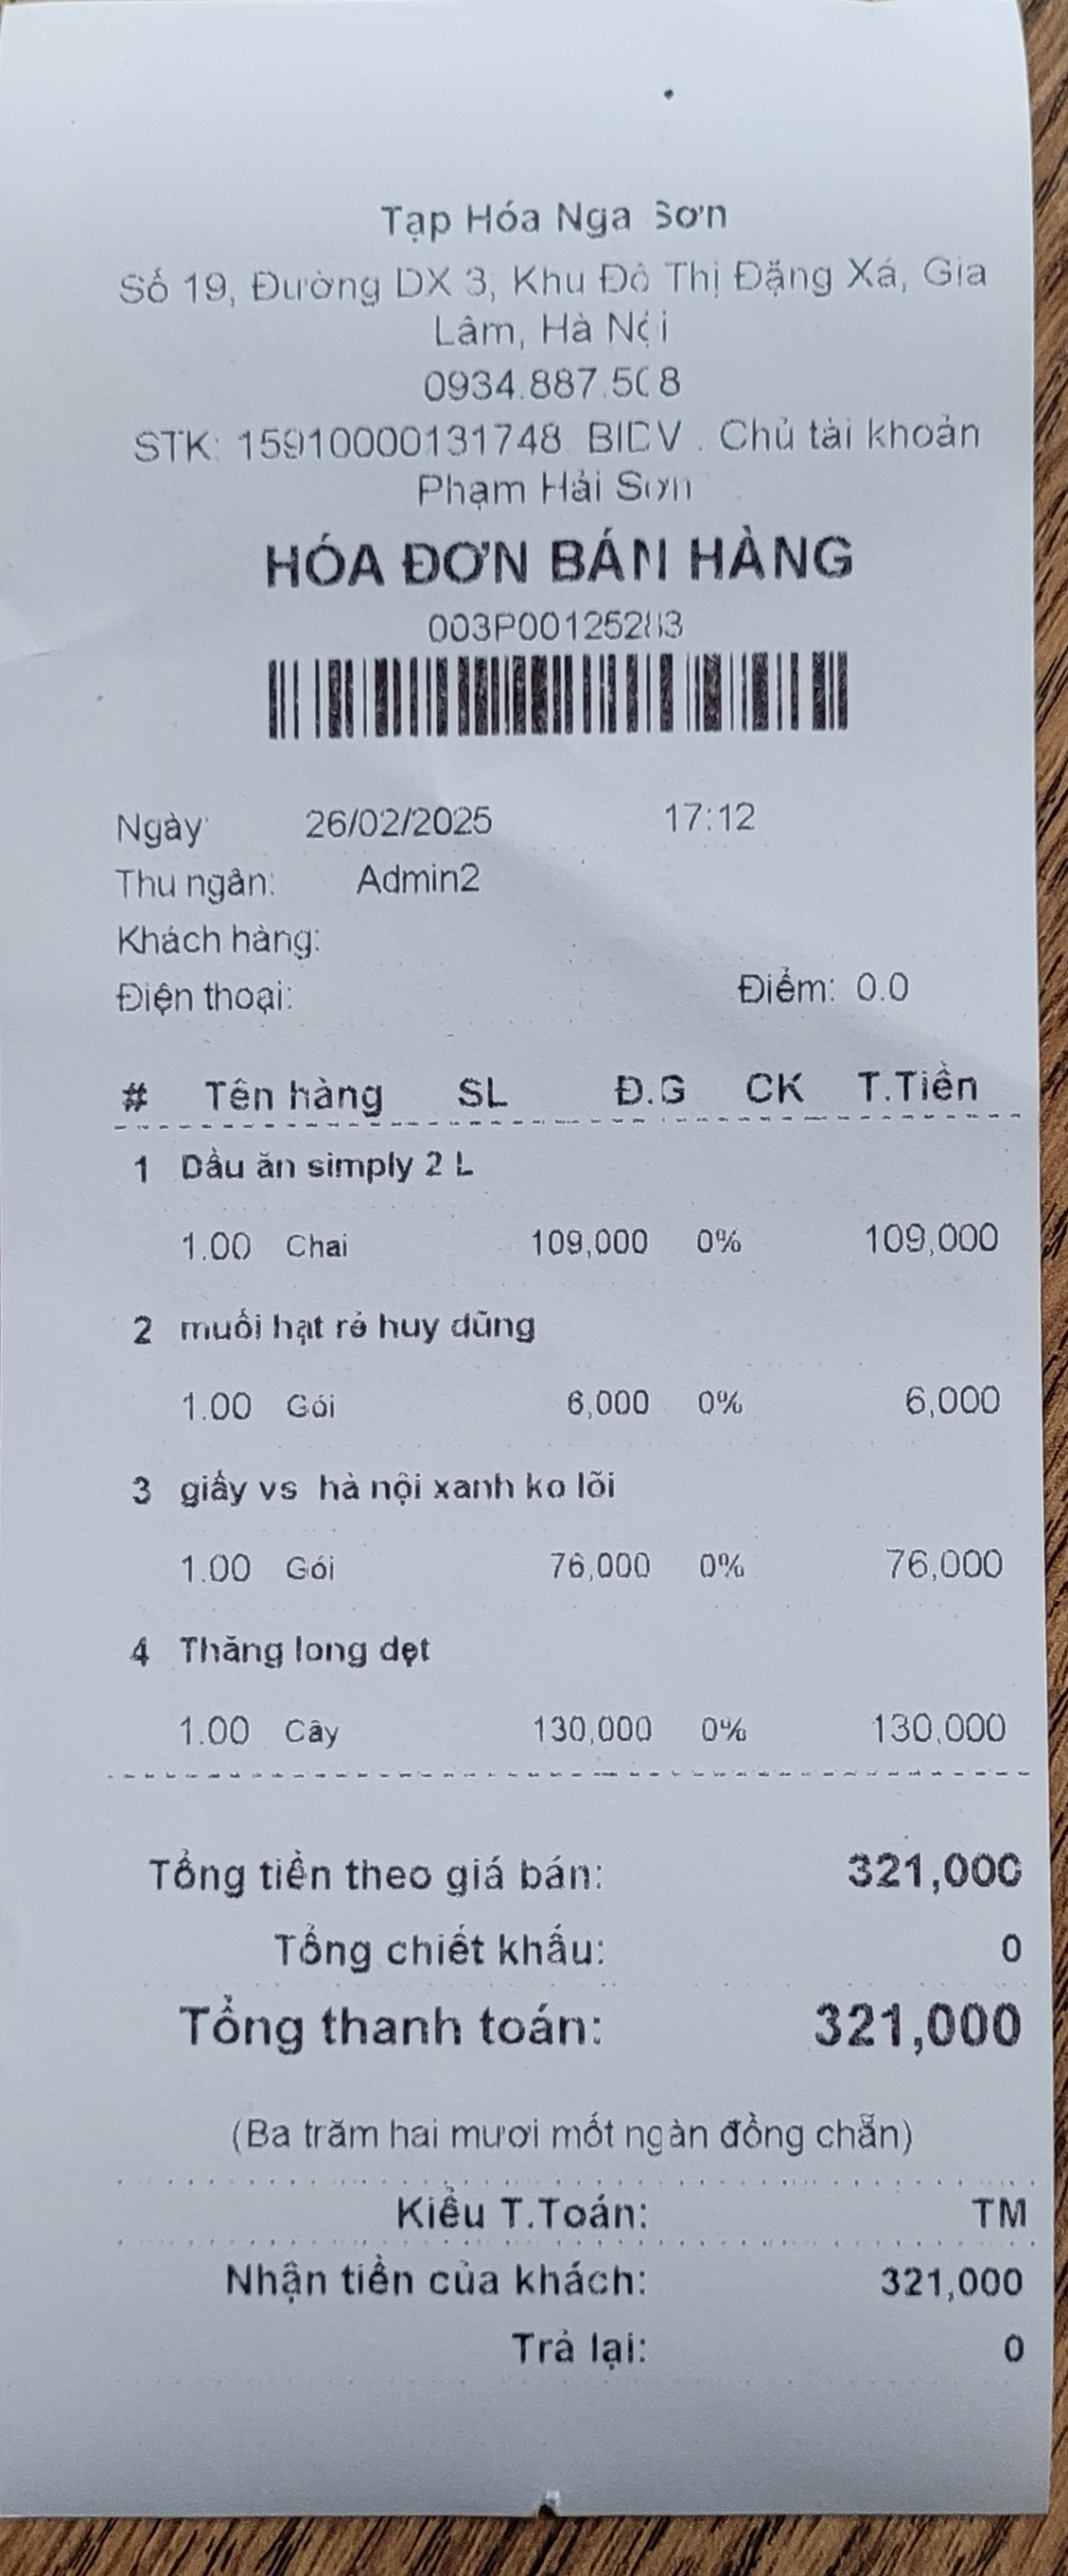 Tạp Hóa Nga Sơn
Số 19, Đường DX 3, Khu Đô Thị Đặng Xá, Gia
Lâm, Hà Nội
0934.887.508
STK: 15910000131748 BIDV . Chủ tài khoản
Phạm Hải Sơn
HÓA ĐƠN BÁN HÀNG
Ngày: 26/02/2025 17:12
Thu ngân: Admin2
Khách hàng:
Điện thoại: Điểm: 0.0
# Tên hàng SL Đ.G CK T.Tiền
1 Dầu ăn simply 2 L
1.00 Chai 109,000 0% 109,000
2 muối hạt rẻ huy dũng
1.00 Gói 6,000 0% 6,000
3 giấy vs hà nội xanh ko lõi
1.00 Gói 76,000 0% 76,000
4 Thăng long dẹt
1.00 Cây 130,000 0% 130,000
Tổng tiền theo giá bán: 321,000
Tổng chiết khấu: 0
Tổng thanh toán: 321,000
(Ba trăm hai mươi mốt ngàn đồng chẵn)
Kiểu T.Toán: TM
Nhận tiền của khách: 321,000
Trả lại: 0